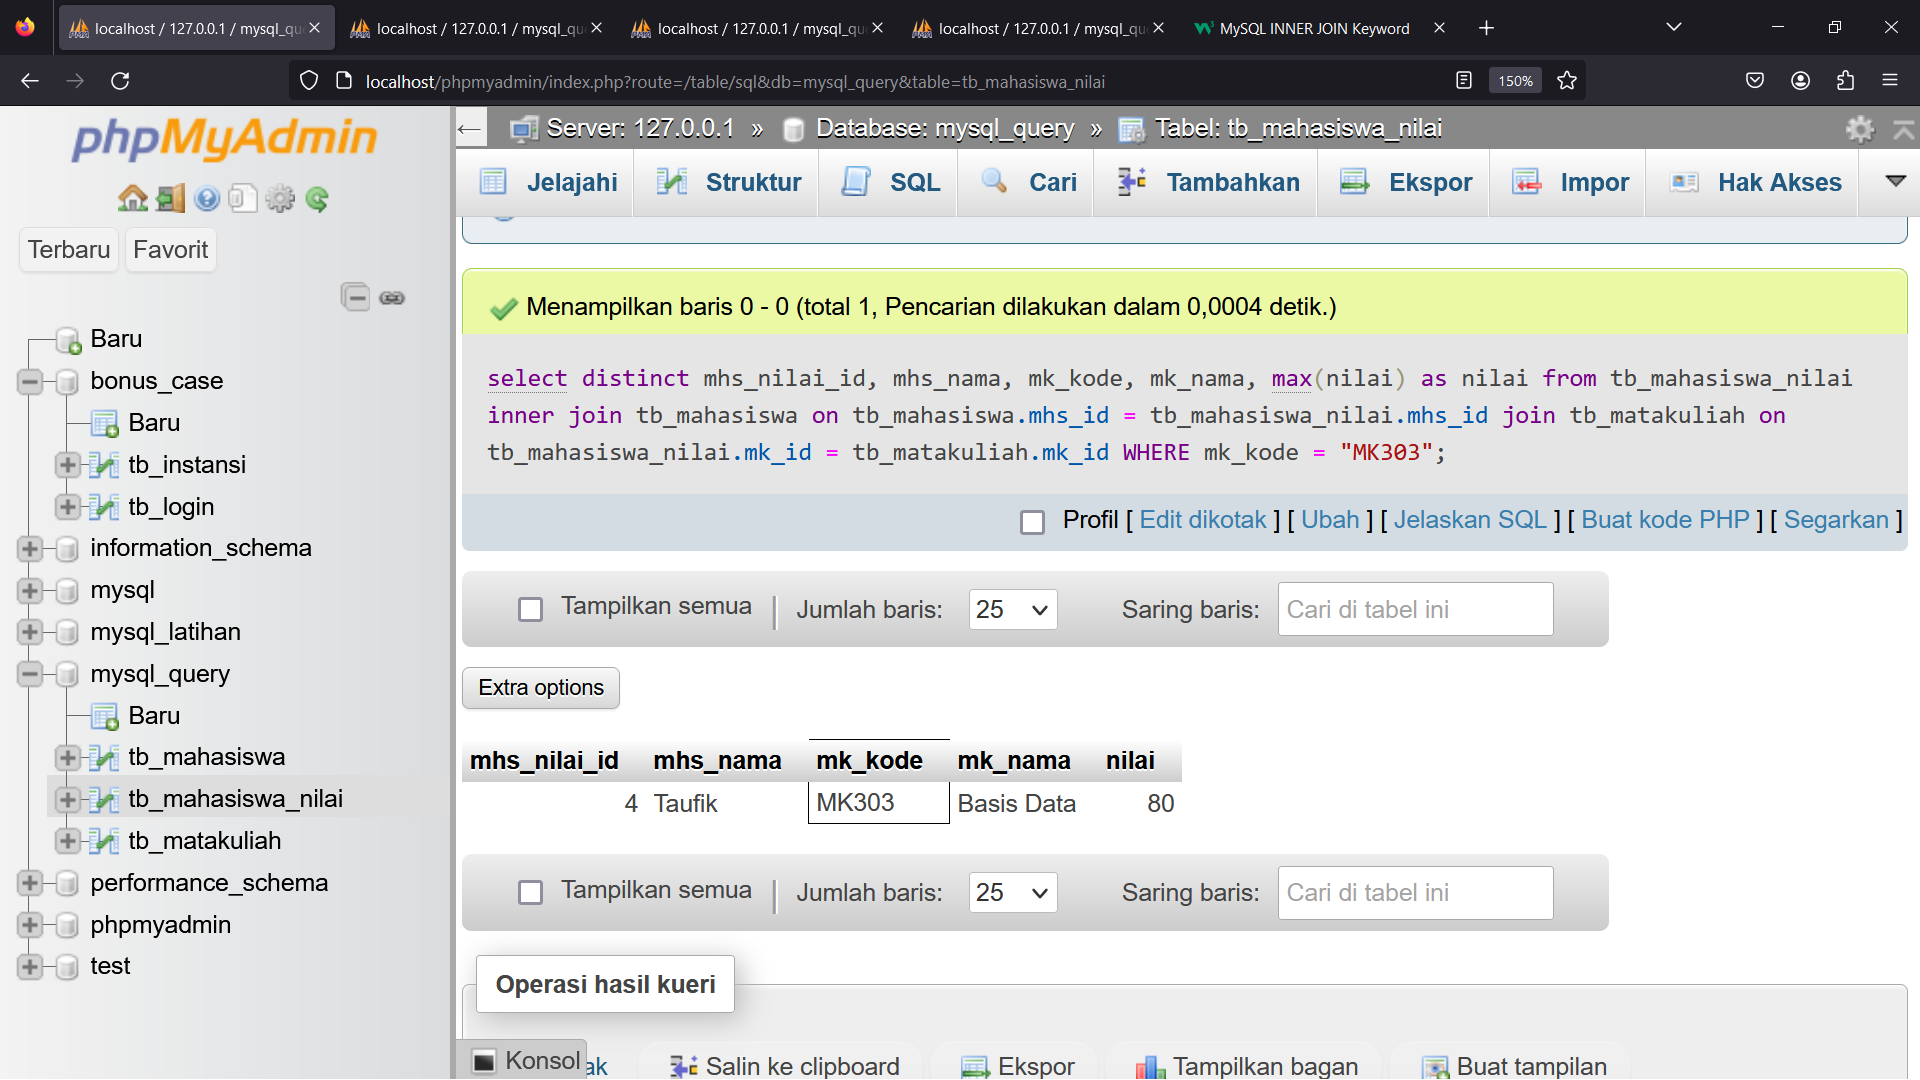 localhost / 127.0.0.1 / mysql_qu
localhost / 127.0.0.1 / mysql_qu
localhost / 127.0.0.1 / mysql_qu
localhost / 127.0.0.1 / mysql_qu
MySQL INNER JOIN Keyword
localhost/phpmyadmin/index.php?route=/table/sql&db=mysql_query&table=tb_mahasiswa_nilai
150%
phpMyAdmin
Terbaru
Favorit
Baru
bonus_case
Baru
tb_instansi
tb_login
information_schema
mysql
mysql_latihan
mysql_query
Baru
tb_mahasiswa
tb_mahasiswa_nilai
tb_matakuliah
performance_schema
phpmyadmin
test
Server: 127.0.0.1 » Database: mysql_query » Tabel: tb_mahasiswa_nilai
Jelajahi
Struktur
SQL
Cari
Tambahkan
Ekspor
Impor
Hak Akses
Menampilkan baris 0 - 0 (total 1, Pencarian dilakukan dalam 0,0004 detik.)
select distinct mhs_nilai_id, mhs_nama, mk_kode, mk_nama, max(nilai) as nilai from tb_mahasiswa_nilai
inner join tb_mahasiswa on tb_mahasiswa.mhs_id = tb_mahasiswa_nilai.mhs_id join tb_matakuliah on
tb_mahasiswa_nilai.mk_id = tb_matakuliah.mk_id WHERE mk_kode = "MK303";
Profil [ Edit dikotak ] [ Ubah ] [ Jelaskan SQL ] [ Buat kode PHP ] [ Segarkan ]
Tampilkan semua | Jumlah baris: 25 Saring baris: Cari di tabel ini
Extra options
mhs_nilai_id mhs_nama mk_kode mk_nama nilai
4 Taufik MK303 Basis Data 80
Tampilkan semua | Jumlah baris: 25 Saring baris: Cari di tabel ini
Operasi hasil kueri
Konsol
ak
Salin ke clipboard
Ekspor
Tampilkan bagan
Buat tampilan